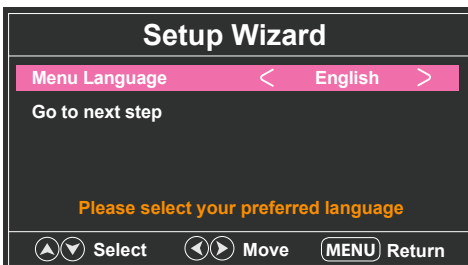 Setup Wizard
Menu Language < English >
Go to next step
Please select your preferred language
Select Move MENU Return